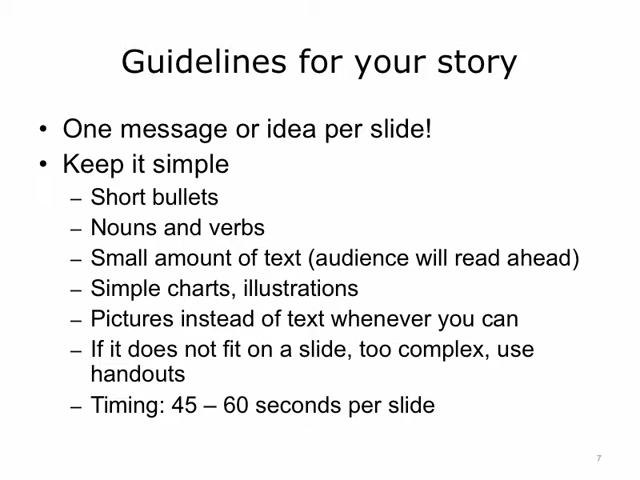 Guidelines for your story
• One message or idea per slide!
• Keep it simple
– Short bullets
– Nouns and verbs
– Small amount of text (audience will read ahead)
– Simple charts, illustrations
– Pictures instead of text whenever you can
– If it does not fit on a slide, too complex, use
handouts
– Timing: 45 – 60 seconds per slide
7